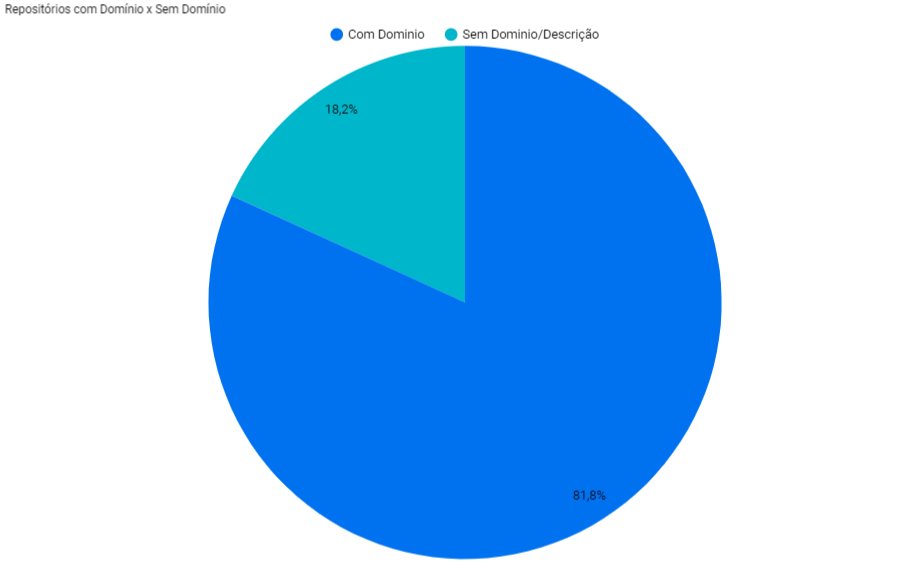 Repositórios com Domínio x Sem Domínio
Com Dominio
Sem Dominio/Descrição
18,2%
81,8%